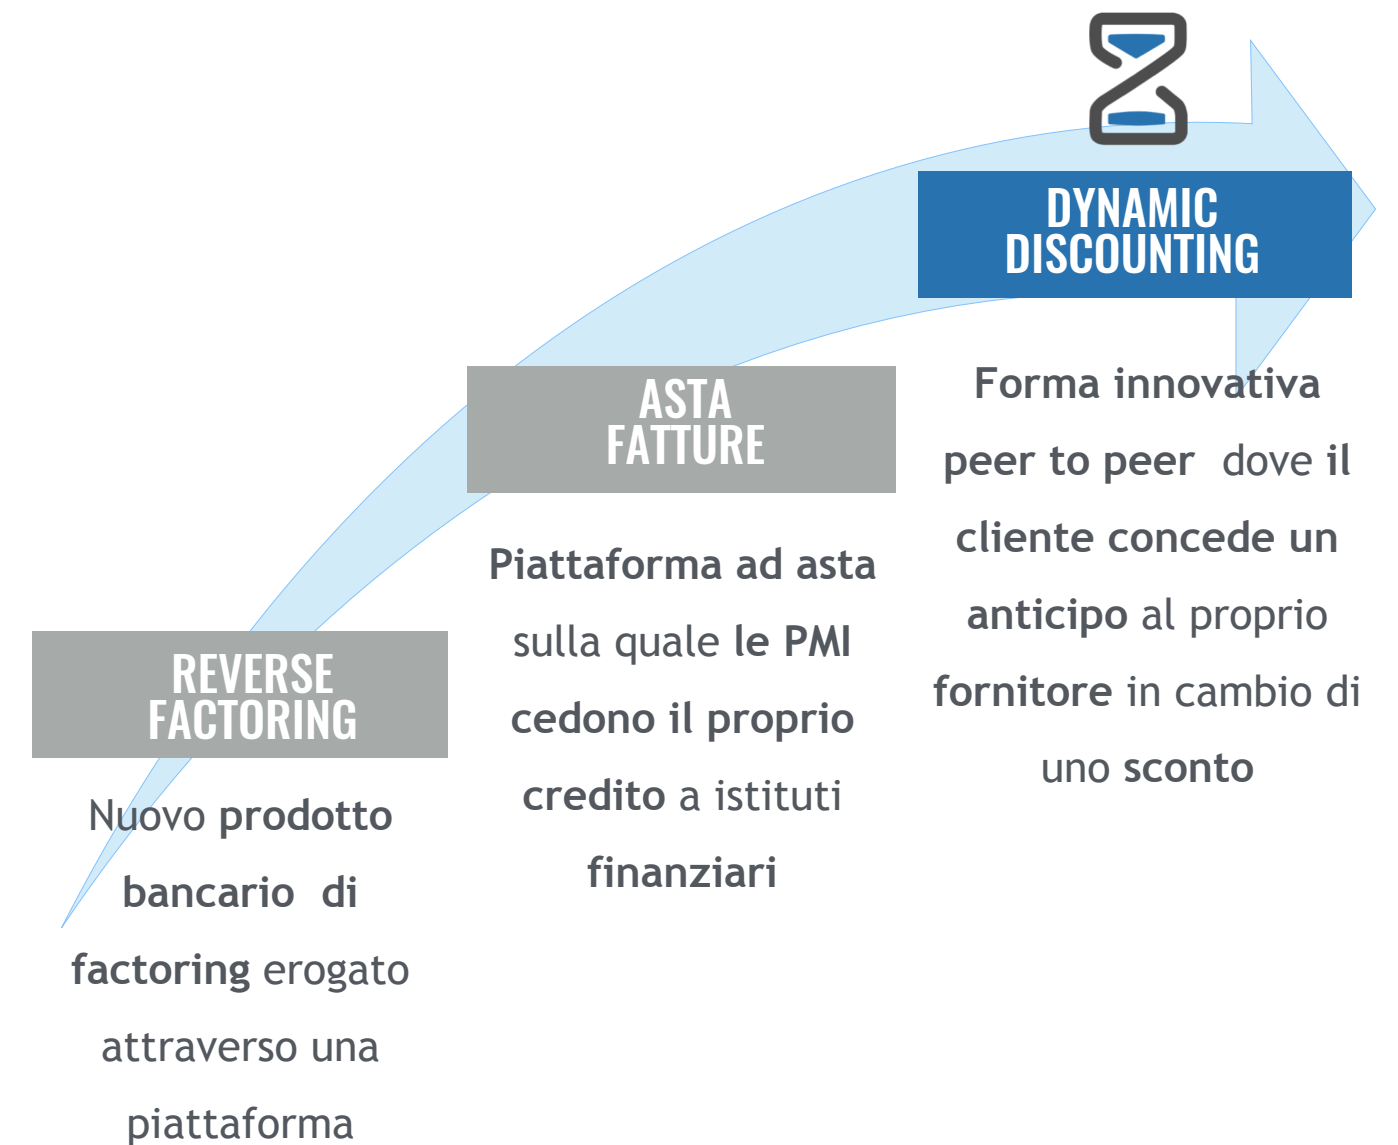 DYNAMIC
DISCOUNTING
Forma innovativa
peer to peer  dove il
cliente concede un
anticipo al proprio
fornitore in cambio di
uno sconto
ASTA
FATTURE
Piattaforma ad asta
sulla quale le PMI
cedono il proprio
credito a istituti
finanziari
REVERSE
FACTORING
Nuovo prodotto
bancario  di
factoring erogato
attraverso una
piattaforma